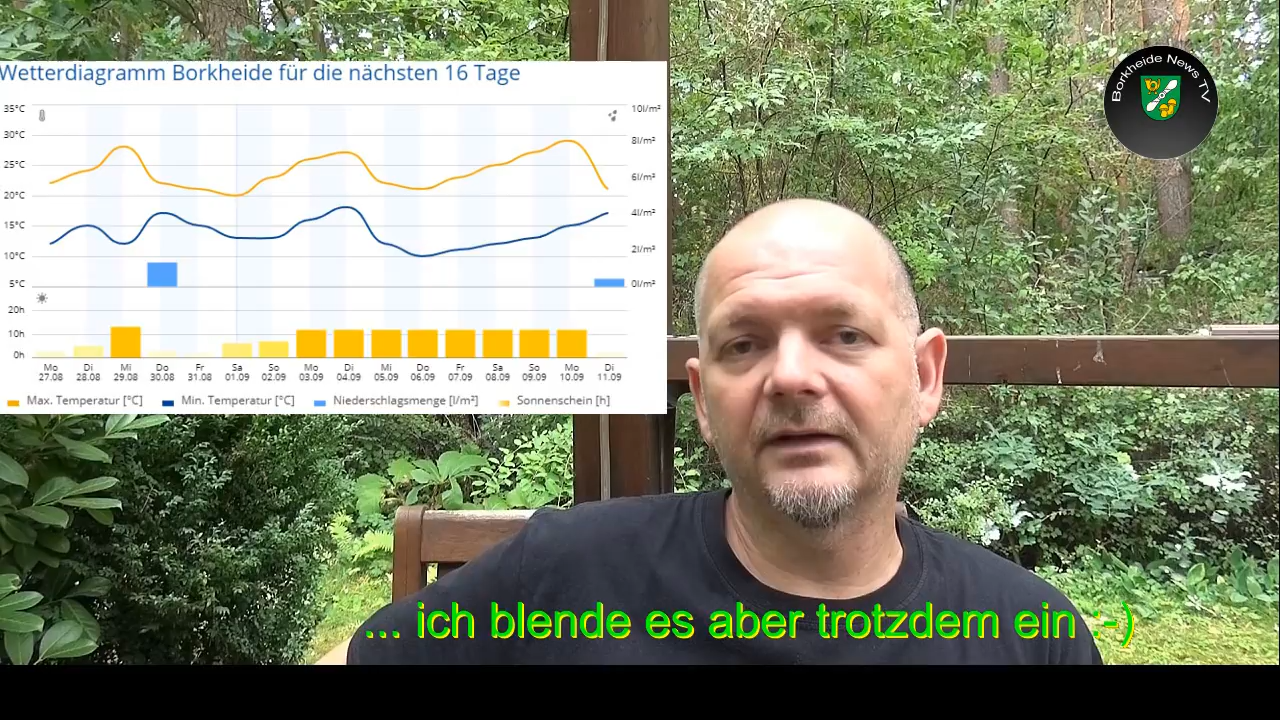 Wetterdiagramm Borkheide für die nächsten 16 Tage
35°C
10l/m²
30°C
8l/m²
25°C
6l/m²
20°C
4l/m²
15°C
2l/m²
10°C
5°C
0l/m²
20h
10h
0h
Mo Di Mi Do Fr Sa So Mo Di Mi Do Fr Sa So Mo Di
27.08 28.08 29.08 30.08 31.08 01.09 02.09 03.09 04.09 05.09 06.09 07.09 08.09 09.09 10.09 11.09
Max. Temperatur [°C] Min. Temperatur [°C] Niederschlagsmenge [l/m²] Sonnenschein [h]
Borkheide News TV
... ich blende es aber trotzdem ein :-)